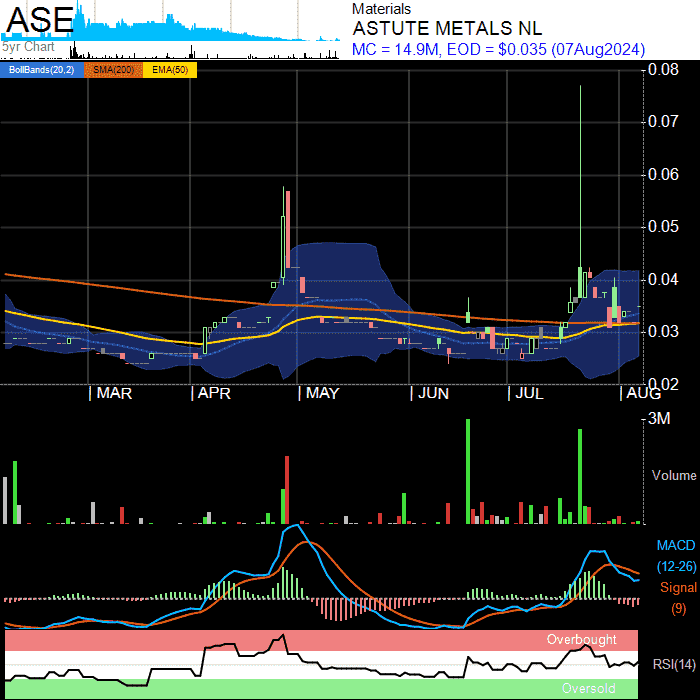 ASE
5yr Chart
Materials
ASTUTE METALS NL
MC = 14.9M, EOD = $0.035 (07Aug2024)
BollBands(20,2) SMA(200) EMA(50)
0.08
0.07
0.06
0.05
0.04
0.03
0.02
MAR APR MAY JUN JUL AUG
3M
Volume
MACD
(12-26)
Signal
(9)
Overbought
RSI(14)
Oversold